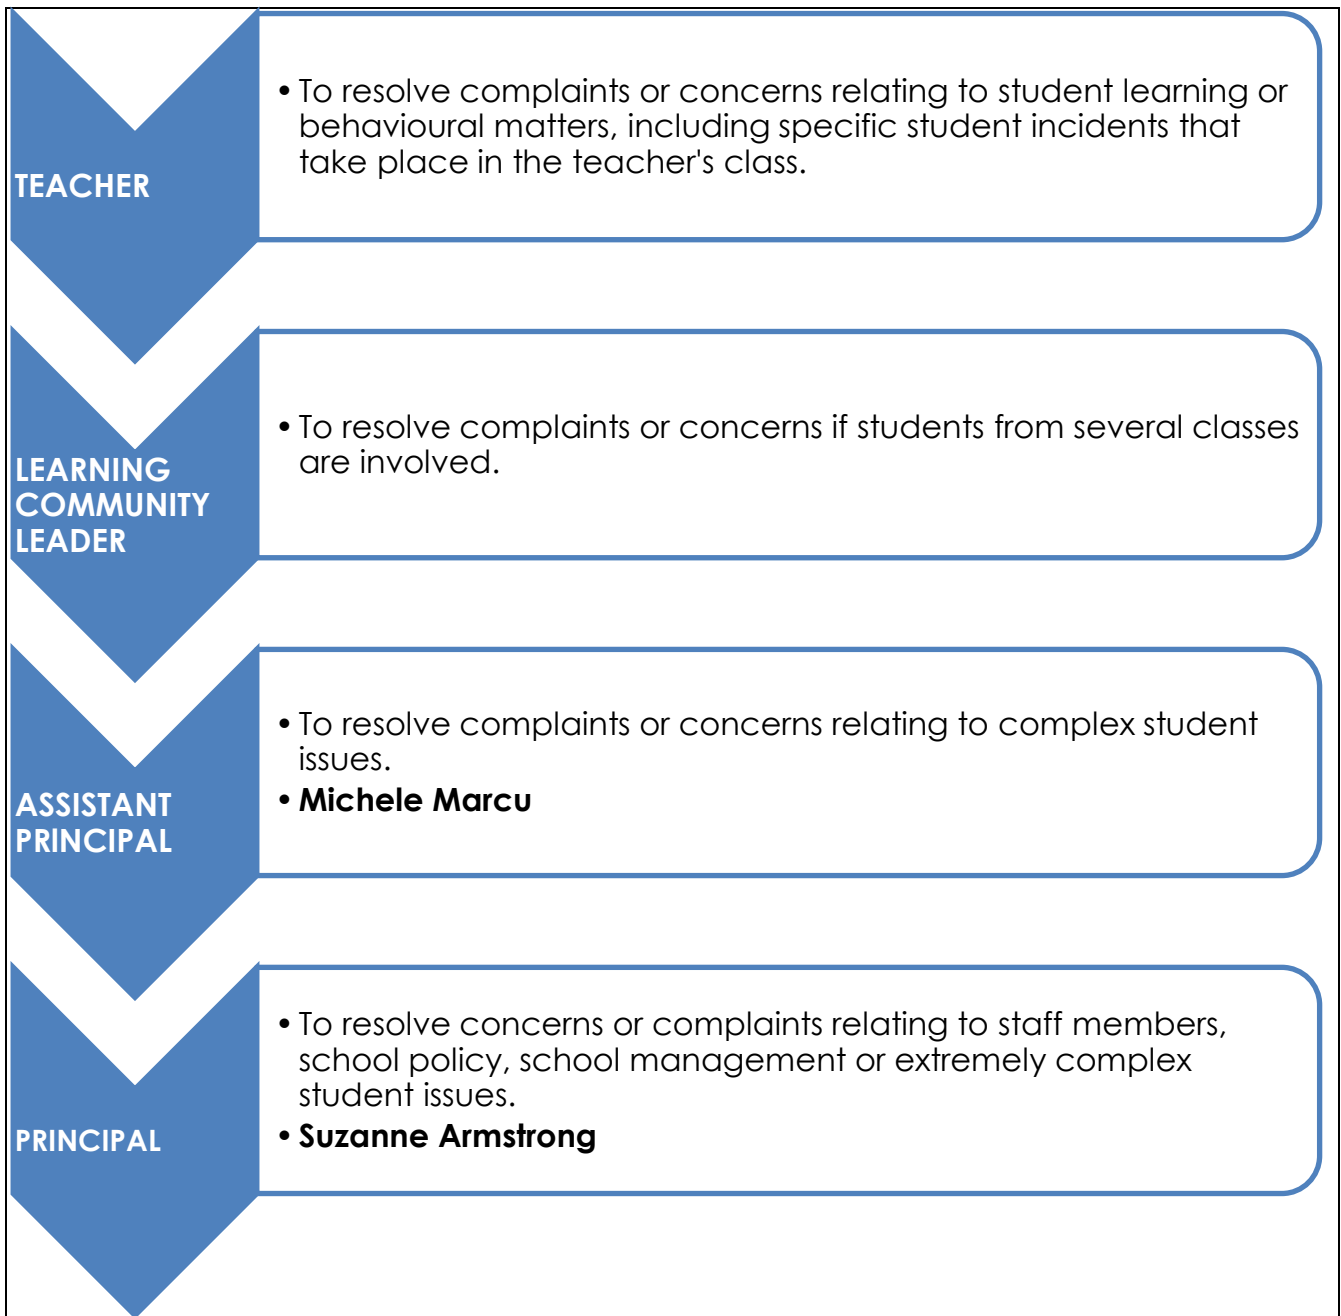 TEACHER
• To resolve complaints or concerns relating to student learning or
behavioural matters, including specific student incidents that
take place in the teacher's class.
LEARNING
COMMUNITY
LEADER
• To resolve complaints or concerns if students from several classes
are involved.
ASSISTANT
PRINCIPAL
• To resolve complaints or concerns relating to complex student
issues.
• Michele Marcu
PRINCIPAL
• To resolve concerns or complaints relating to staff members,
school policy, school management or extremely complex
student issues.
• Suzanne Armstrong